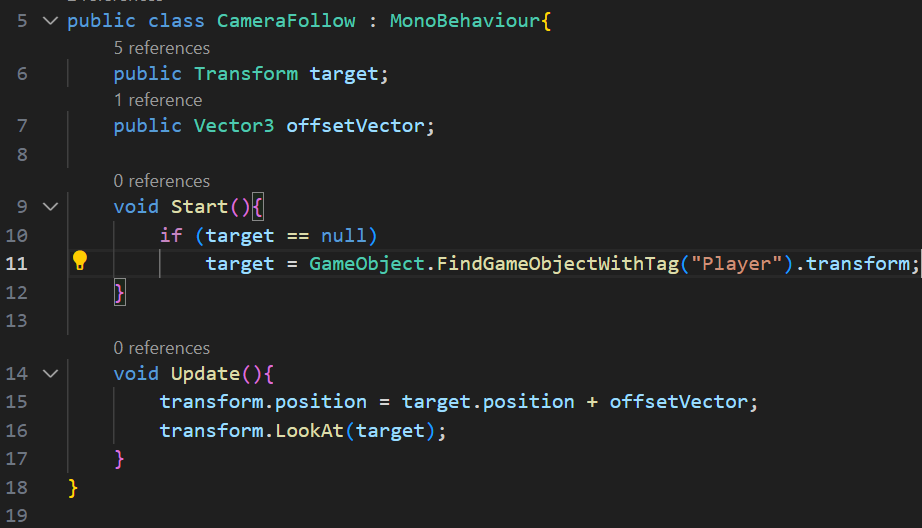 5 public class CameraFollow : MonoBehaviour{
5 references
6 public Transform target;
1 reference
7 public Vector3 offsetVector;
8
0 references
9 void Start(){
10 if (target == null)
11 target = GameObject.FindGameObjectWithTag("Player").transform;
12 }
13
0 references
14 void Update(){
15 transform.position = target.position + offsetVector;
16 transform.LookAt(target);
17 }
18 }
19